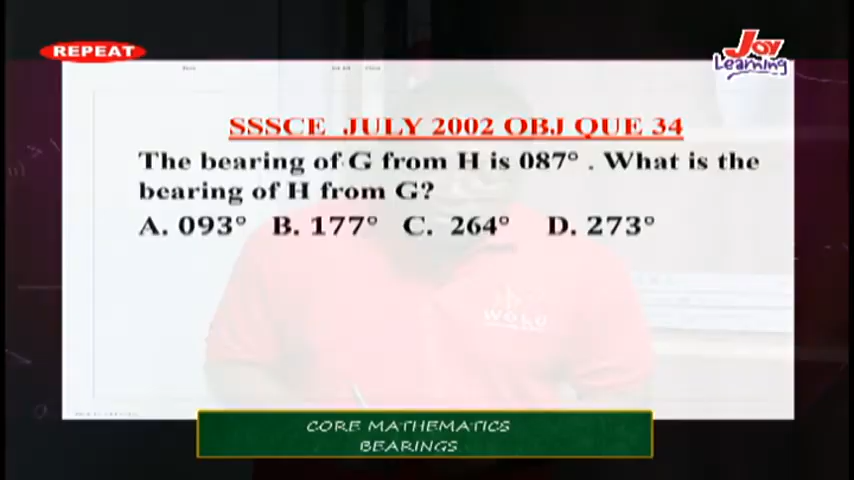 REPEAT
Joy
Learning
SSSCE JULY 2002 OBJ QUE 34
The bearing of G from H is 087° . What is the
bearing of H from G?
A. 093° B. 177° C. 264° D. 273°
CORE MATHEMATICS
BEARINGS